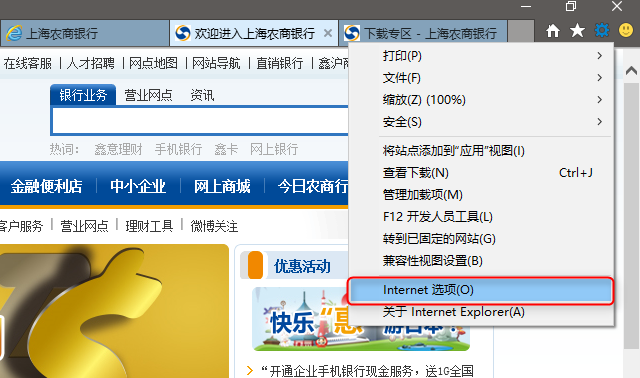 上海农商银行
欢迎进入上海农商银行
下载专区 - 上海农商银行
在线客服 | 人才招聘 | 网点地图 | 网站导航 | 直销银行 | 鑫沪商
银行业务 营业网点 资讯
热词： 鑫意理财 手机银行 鑫卡 网上银行
金融便利店 中小企业 网上商城 今日农商行
客户服务 | 营业网点 | 理财工具 | 微博关注
优惠活动
快乐“惠”游日本！
“开通企业手机银行现金服务，送1G全国
打印(P)
文件(F)
缩放(Z) (100%)
安全(S)
将站点添加到“应用”视图(I)
查看下载(N) Ctrl+J
管理加载项(M)
F12 开发人员工具(L)
转到已固定的网站(G)
兼容性视图设置(B)
Internet 选项(O)
关于 Internet Explorer(A)